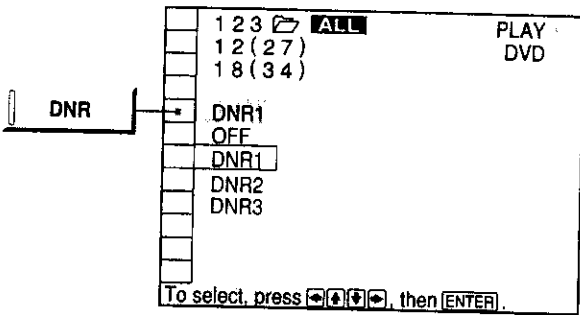 123 ALL PLAY
12(27) DVD
18(34)
DNR DNR1
OFF
DNR1
DNR2
DNR3
To select, press ←↑↓→, then ENTER.